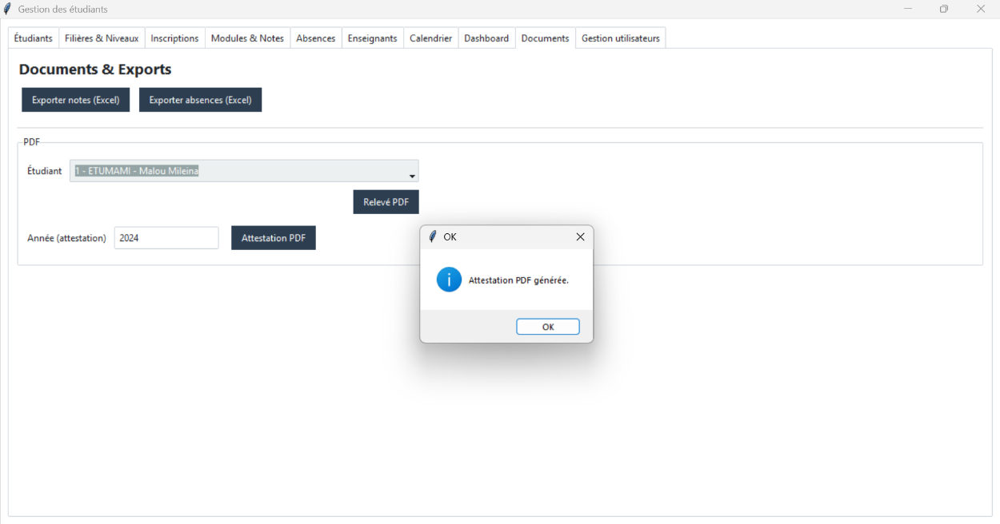 Gestion des étudiants
Étudiants Filières & Niveaux Inscriptions Modules & Notes Absences Enseignants Calendrier Dashboard Documents Gestion utilisateurs
Documents & Exports
Exporter notes (Excel) Exporter absences (Excel)
PDF
Étudiant 1 - ETUMAMI - Malou Mileina
Relevé PDF
Année (attestation) 2024 Attestation PDF
OK
Attestation PDF générée.
OK